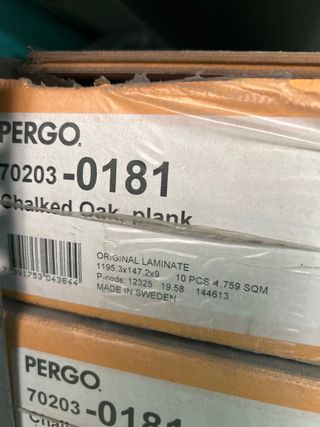 PERGO®
70203-0181
Chalked Oak, plank
ORIGINAL LAMINATE
1195,3x147,2x9 10 PCS 1.759 SQM
P-code: 12325 19.58 144613
MADE IN SWEDEN
PERGO®
70203-0181